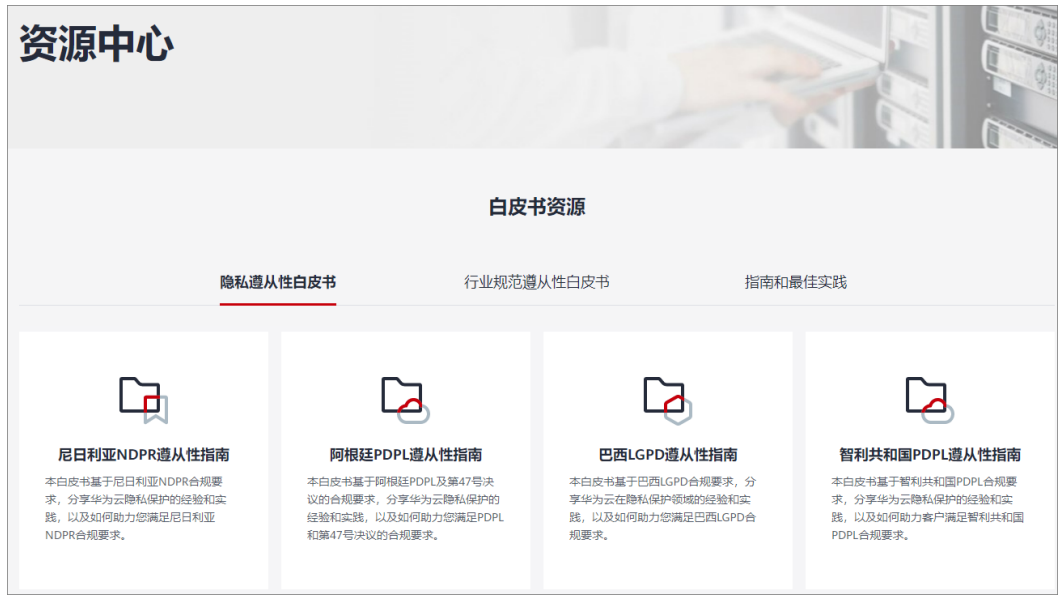 资源中心
白皮书资源
隐私遵从性白皮书
行业规范遵从性白皮书
指南和最佳实践
尼日利亚NDPR遵从性指南
本白皮书基于尼日利亚NDPR合规要
求，分享华为云隐私保护的经验和实
践，以及如何助力您满足尼日利亚
NDPR合规要求。
阿根廷PDPL遵从性指南
本白皮书基于阿根廷PDPL及第47号决
议的合规要求，分享华为云隐私保护的
经验和实践，以及如何助力您满足PDPL
和第47号决议的合规要求。
巴西LGPD遵从性指南
本白皮书基于巴西LGPD合规要求，分
享华为云在隐私保护领域的经验和实
践，以及如何助力您满足巴西LGPD合
规要求。
智利共和国PDPL遵从性指南
本白皮书基于智利共和国PDPL合规要
求，分享华为云隐私保护的经验和实
践，以及如何助力客户满足智利共和国
PDPL合规要求。